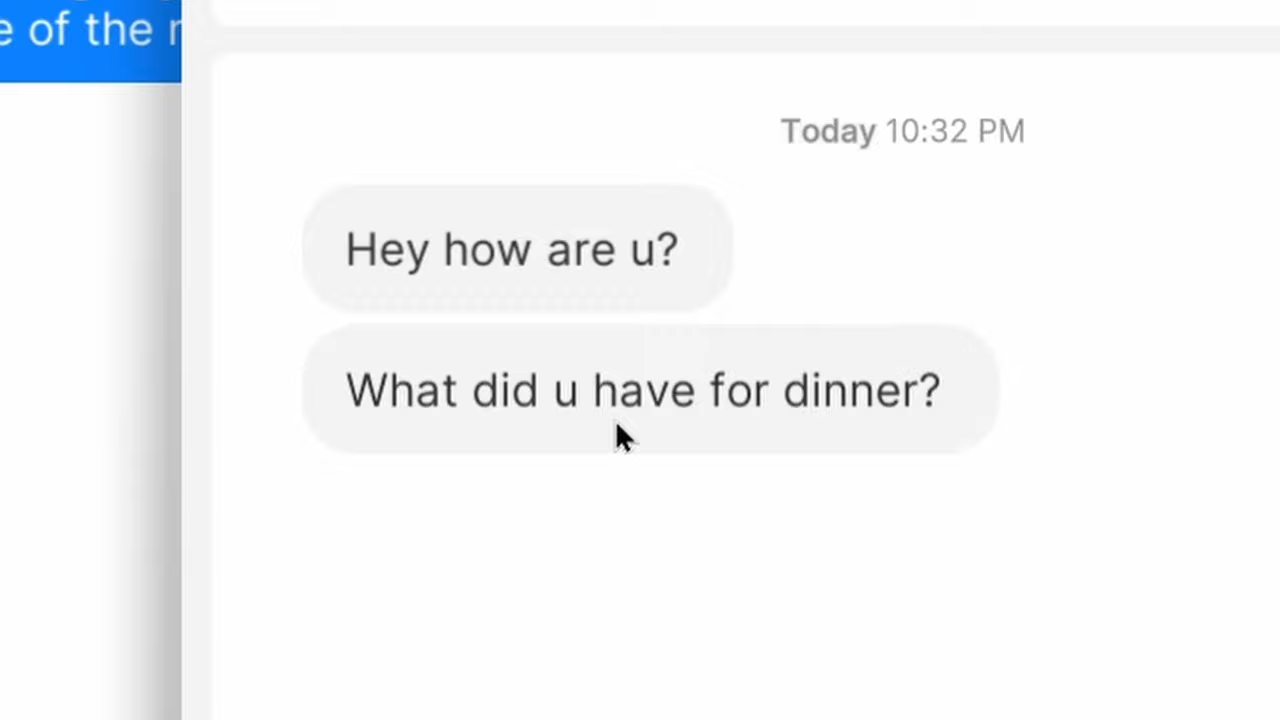 e of the
Today 10:32 PM
Hey how are u?
What did u have for dinner?